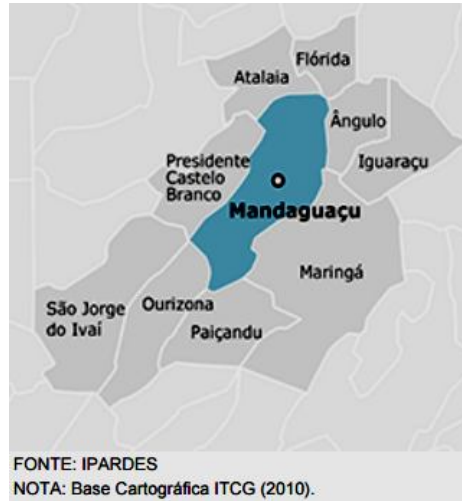 Flórida
Atalaia
Ângulo
Iguaraçu
Presidente
Castelo
Branco
Mandaguaçu
Maringá
São Jorge
do Ivaí
Ourizona
Paiçandu
FONTE: IPARDES
NOTA: Base Cartográfica ITCG (2010).